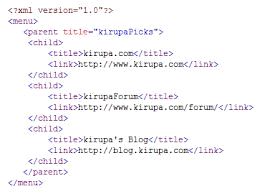 <?xml version="1.0"?>
<menu>
<parent title="kirupaPicks">
<child>
<title>kirupa.com</title>
<link>http://www.kirupa.com</link>
</child>
<child>
<title>kirupaForum</title>
<link>http://www.kirupa.com/forum/</link>
</child>
<child>
<title>kirupa's Blog</title>
<link>http://blog.kirupa.com</link>
</child>
</parent>
</menu>